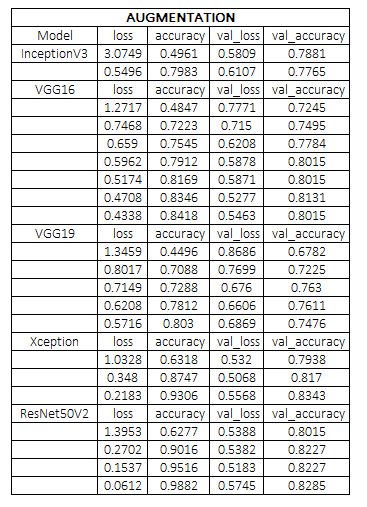 AUGMENTATION
Model loss accuracy val_loss val_accuracy
InceptionV3 3.0749 0.4961 0.5809 0.7881
0.5496 0.7983 0.6107 0.7765
VGG16 loss accuracy val_loss val_accuracy
1.2717 0.4847 0.7771 0.7245
0.7468 0.7223 0.715 0.7495
0.659 0.7545 0.6208 0.7784
0.5962 0.7912 0.5878 0.8015
0.5174 0.8169 0.5871 0.8015
0.4708 0.8346 0.5277 0.8131
0.4338 0.8418 0.5463 0.8015
VGG19 loss accuracy val_loss val_accuracy
1.3459 0.4496 0.8686 0.6782
0.8017 0.7088 0.7699 0.7225
0.7149 0.7288 0.676 0.763
0.6208 0.7812 0.6606 0.7611
0.5716 0.803 0.6869 0.7476
Xception loss accuracy val_loss val_accuracy
1.0328 0.6318 0.532 0.7938
0.348 0.8747 0.5068 0.817
0.2183 0.9306 0.5568 0.8343
ResNet50V2 loss accuracy val_loss val_accuracy
1.3953 0.6277 0.5388 0.8015
0.2702 0.9016 0.5382 0.8227
0.1537 0.9516 0.5183 0.8227
0.0612 0.9882 0.5745 0.8285